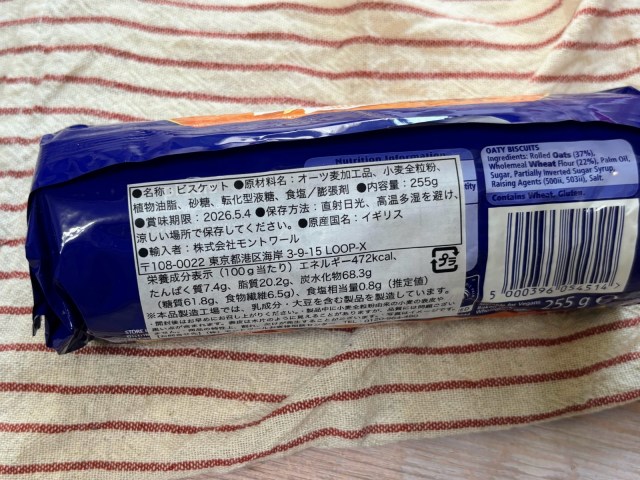 Nutrition Information
●名称：ビスケット ●原材料名：オーツ麦加工品、小麦全粒粉、
植物油脂、砂糖、転化型液糖、食塩/膨張剤 ●内容量：255g
●賞味期限：2026.5.4 ●保存方法：直射日光、高温多湿を避け、
涼しい場所で保存してください。●原産国名：イギリス
●輸入者：株式会社モントワール
〒108-0022 東京都港区海岸 3-9-15 LOOP-X
栄養成分表示（100g当たり）エネルギー472kcal、
たんぱく質7.4g、脂質20.2g、炭水化物68.3g
（糖質61.8g、食物繊維6.5g）、食塩相当量0.8g（推定値）
※本品製造工場では、乳成分・大豆を含む製品を製造しています。
プラ
OATY BISCUITS
Ingredients: Rolled Oats (37%),
Wholemeal Wheat Flour (22%), Palm Oil,
Sugar, Partially Inverted Sugar Syrup,
Raising Agents (500ii, 503ii), Salt.
Contains Wheat, Gluten.
5 000396 034514 >
255 g e